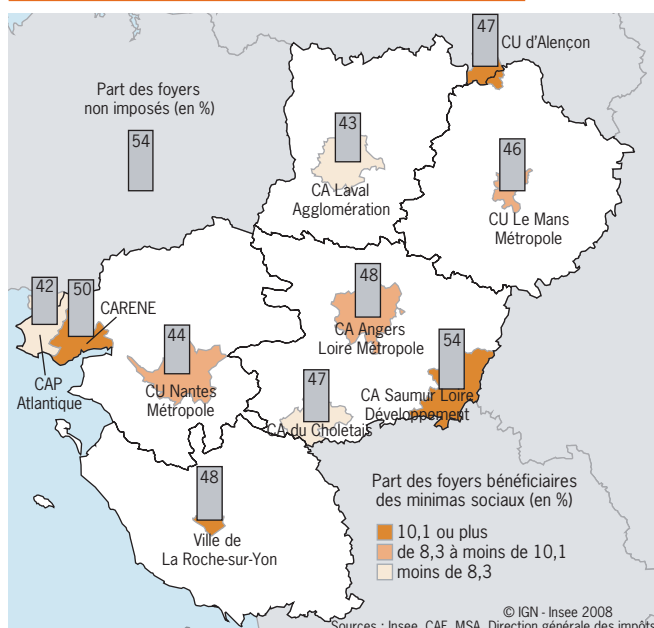 47
CU d'Alençon
Part des foyers
non imposés (en %)
54
43
CA Laval
Agglomération
46
CU Le Mans
Métropole
42
50
CARENE
CAP
Atlantique
44
CU Nantes
Métropole
48
CA Angers
Loire Métropole
54
CA Saumur Loire
Développement
47
CA du Choletais
48
Ville de
La Roche-sur-Yon
Part des foyers bénéficiaires
des minimas sociaux (en %)
10,1 ou plus
de 8,3 à moins de 10,1
moins de 8,3
© IGN - Insee 2008
Sources : Insee, CAF, MSA, Direction générale des impôts